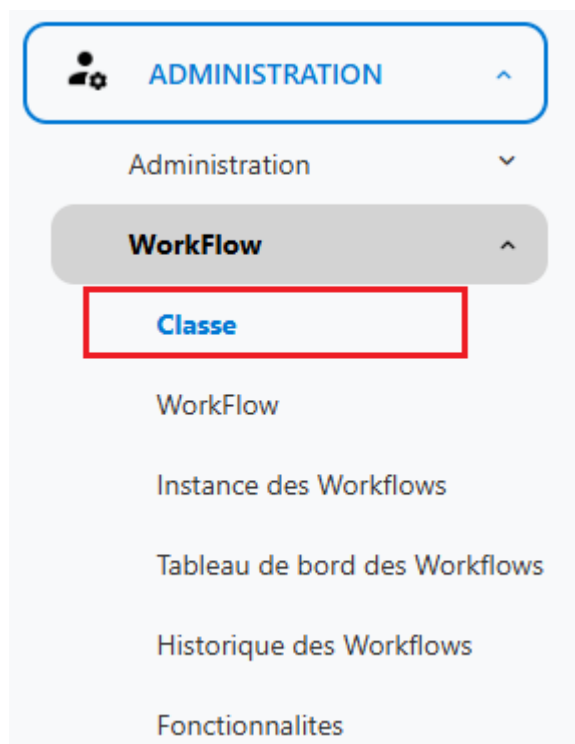 ADMINISTRATION
Administration
WorkFlow
Classe
WorkFlow
Instance des Workflows
Tableau de bord des Workflows
Historique des Workflows
Fonctionnalites